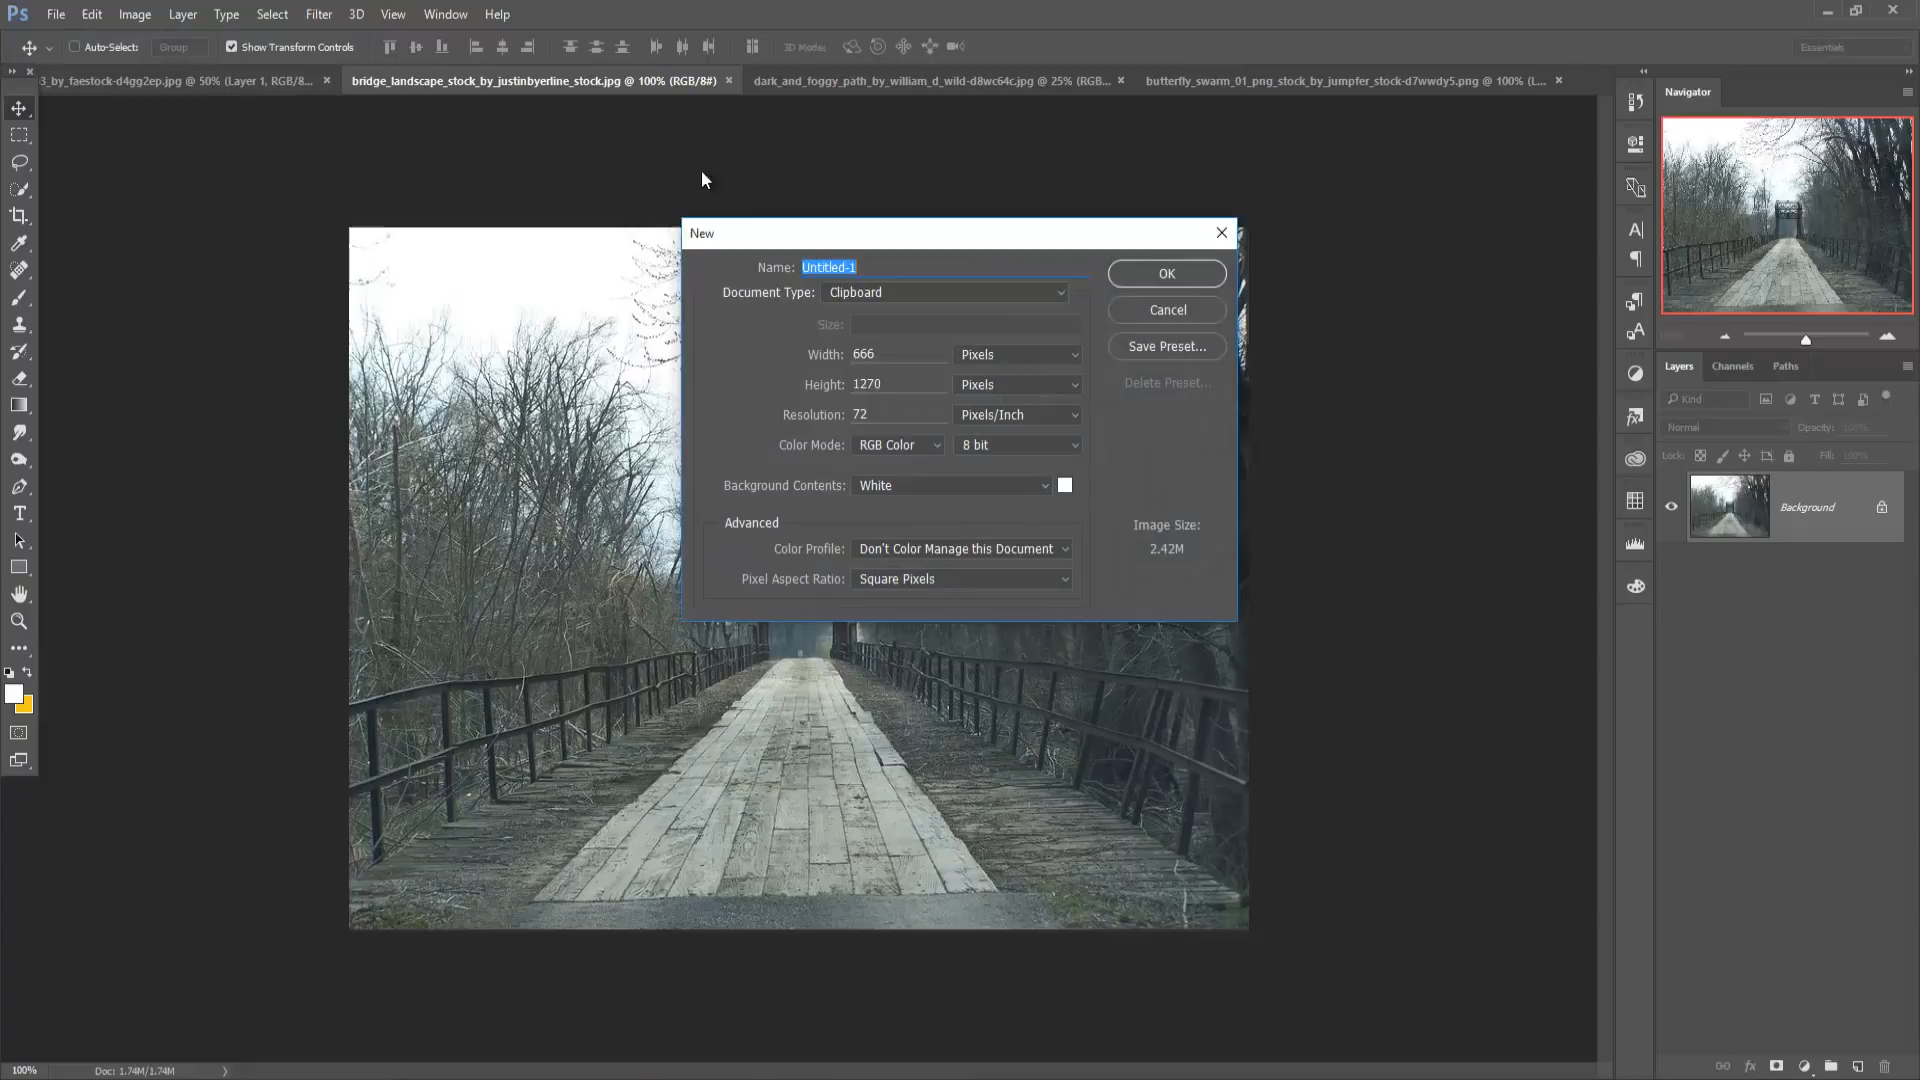 Ps File Edit Image Layer Type Select Filter 3D View Window Help
Auto-Select: Group Show Transform Controls 3D Mode: Essentials
3_by_faestock-d4gg2ep.jpg @ 50% (Layer 1, RGB/8... × bridge_landscape_stock_by_justinbyerline_stock.jpg @ 100% (RGB/8#) × dark_and_foggy_path_by_william_d_wild-d8wc64c.jpg @ 25% (RGB... × butterfly_swarm_01_png_stock_by_jumpfer_stock-d7wwdy5.png @ 100% (L... ×
Navigator
New
Name: Untitled-1
OK
Document Type: Clipboard
Cancel
Size:
Width: 666 Pixels
Save Preset...
Height: 1270 Pixels
Delete Preset...
Resolution: 72 Pixels/Inch
Color Mode: RGB Color 8 bit
Background Contents: White
Advanced
Image Size:
Color Profile: Don't Color Manage this Document
2.42M
Pixel Aspect Ratio: Square Pixels
Layers Channels Paths
Kind
Normal Opacity: 100%
Lock: Fill: 100%
Background
fx
100% Doc: 1.74M/1.74M